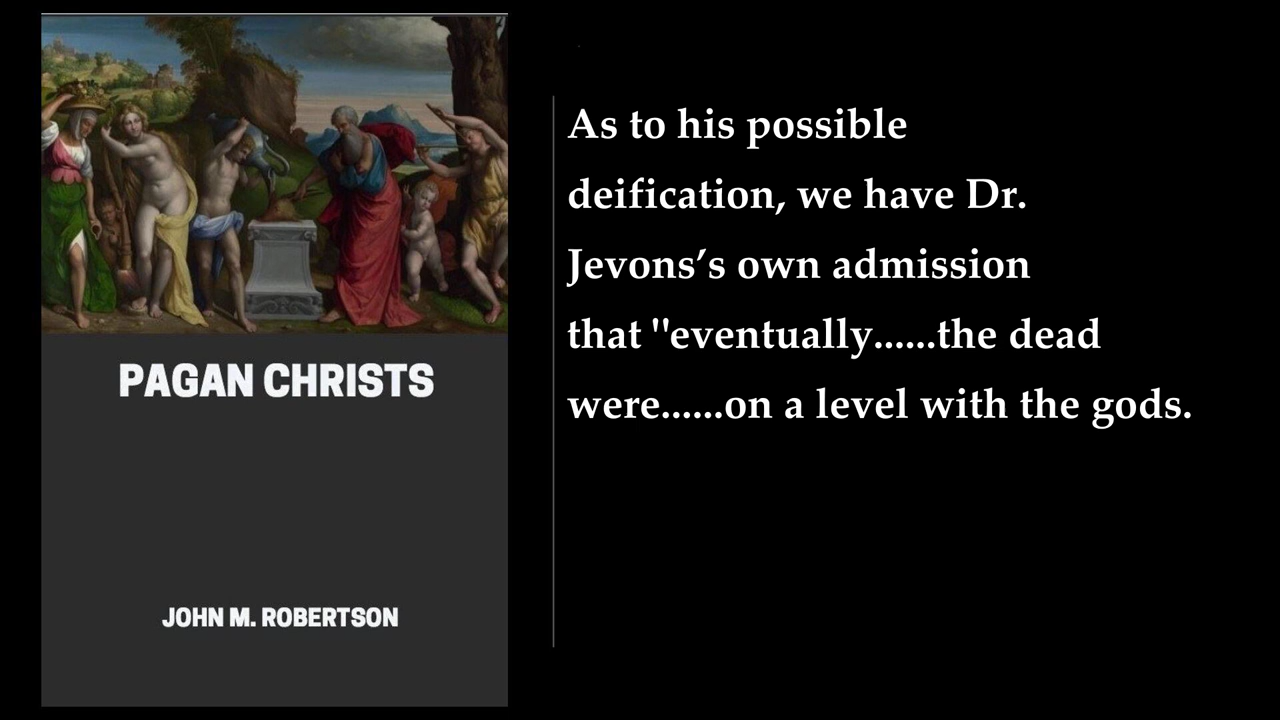 PAGAN CHRISTS
JOHN M. ROBERTSON
As to his possible
deification, we have Dr.
Jevons’s own admission
that "eventually......the dead
were......on a level with the gods.